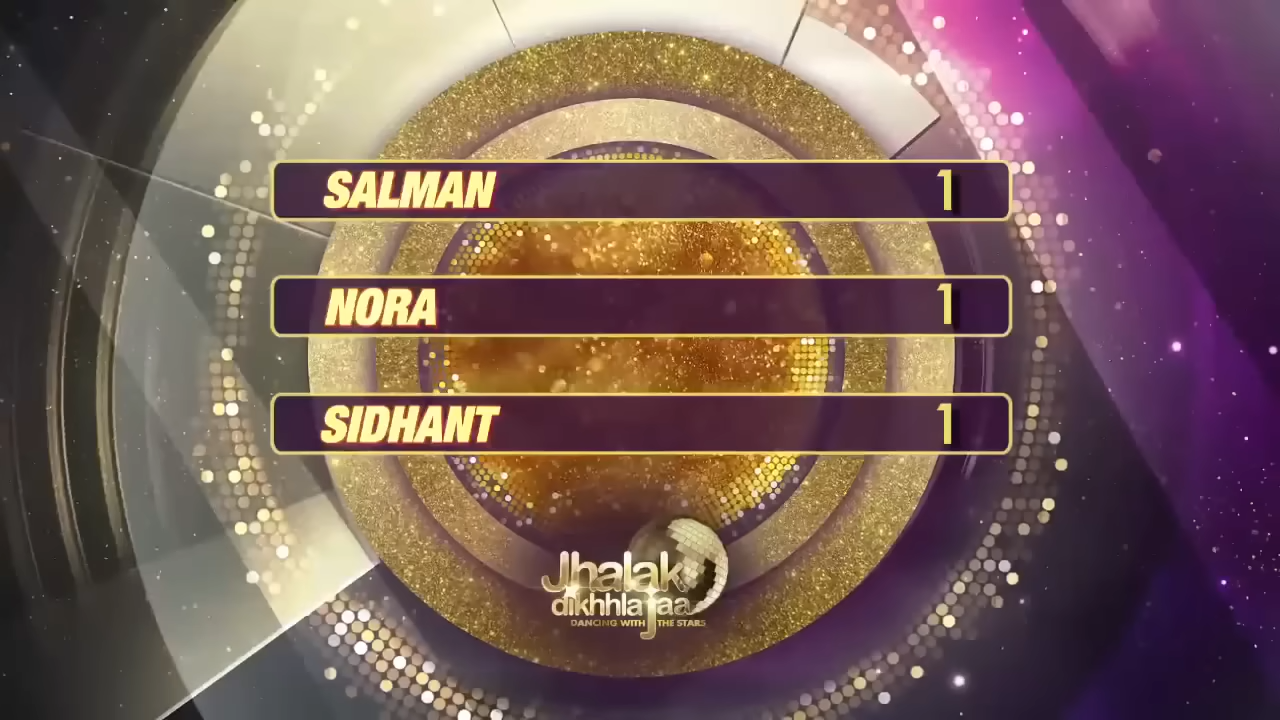 SALMAN 1
NORA 1
SIDHANT 1
Jhalak
dikhhla jaa
DANCING WITH THE STARS